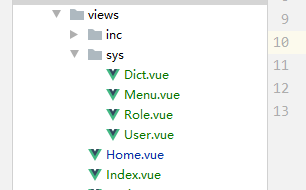 views
inc
sys
Dict.vue
Menu.vue
Role.vue
User.vue
Home.vue
Index.vue
9
10
11
12
13